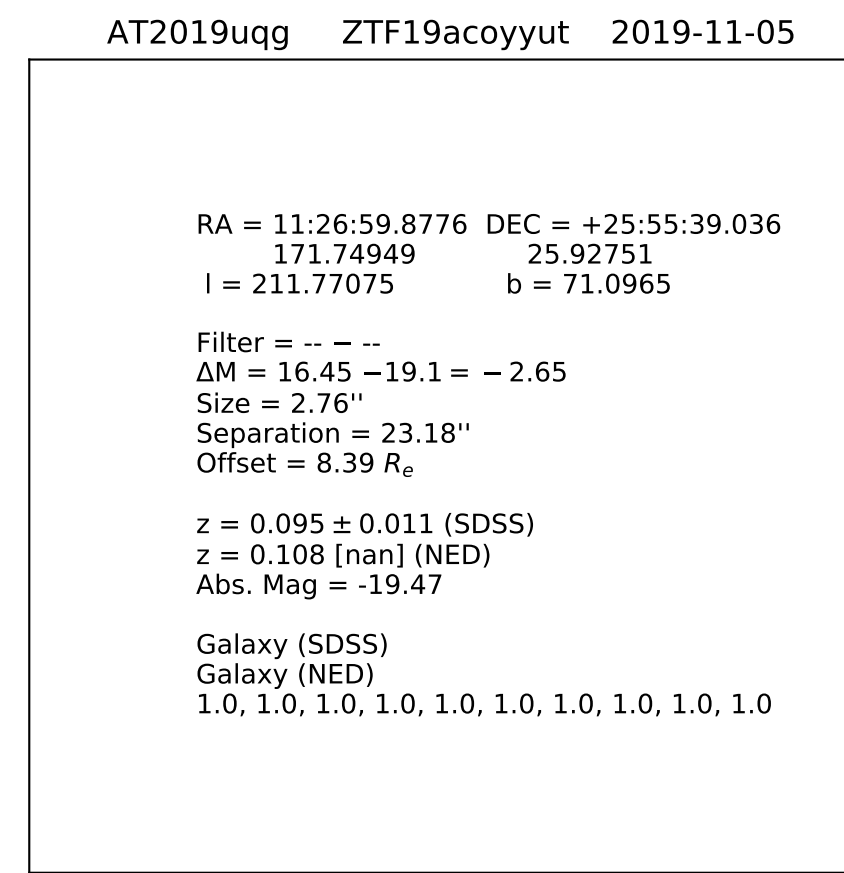 AT2019uqg ZTF19acoyyut 2019-11-05
RA = 11:26:59.8776 DEC = +25:55:39.036
171.74949 25.92751
l = 211.77075 b = 71.0965
Filter = -- − --
ΔM = 16.45 −19.1 = − 2.65
Size = 2.76''
Separation = 23.18''
Offset = 8.39 Rₑ
z = 0.095 ± 0.011 (SDSS)
z = 0.108 [nan] (NED)
Abs. Mag = -19.47
Galaxy (SDSS)
Galaxy (NED)
1.0, 1.0, 1.0, 1.0, 1.0, 1.0, 1.0, 1.0, 1.0, 1.0